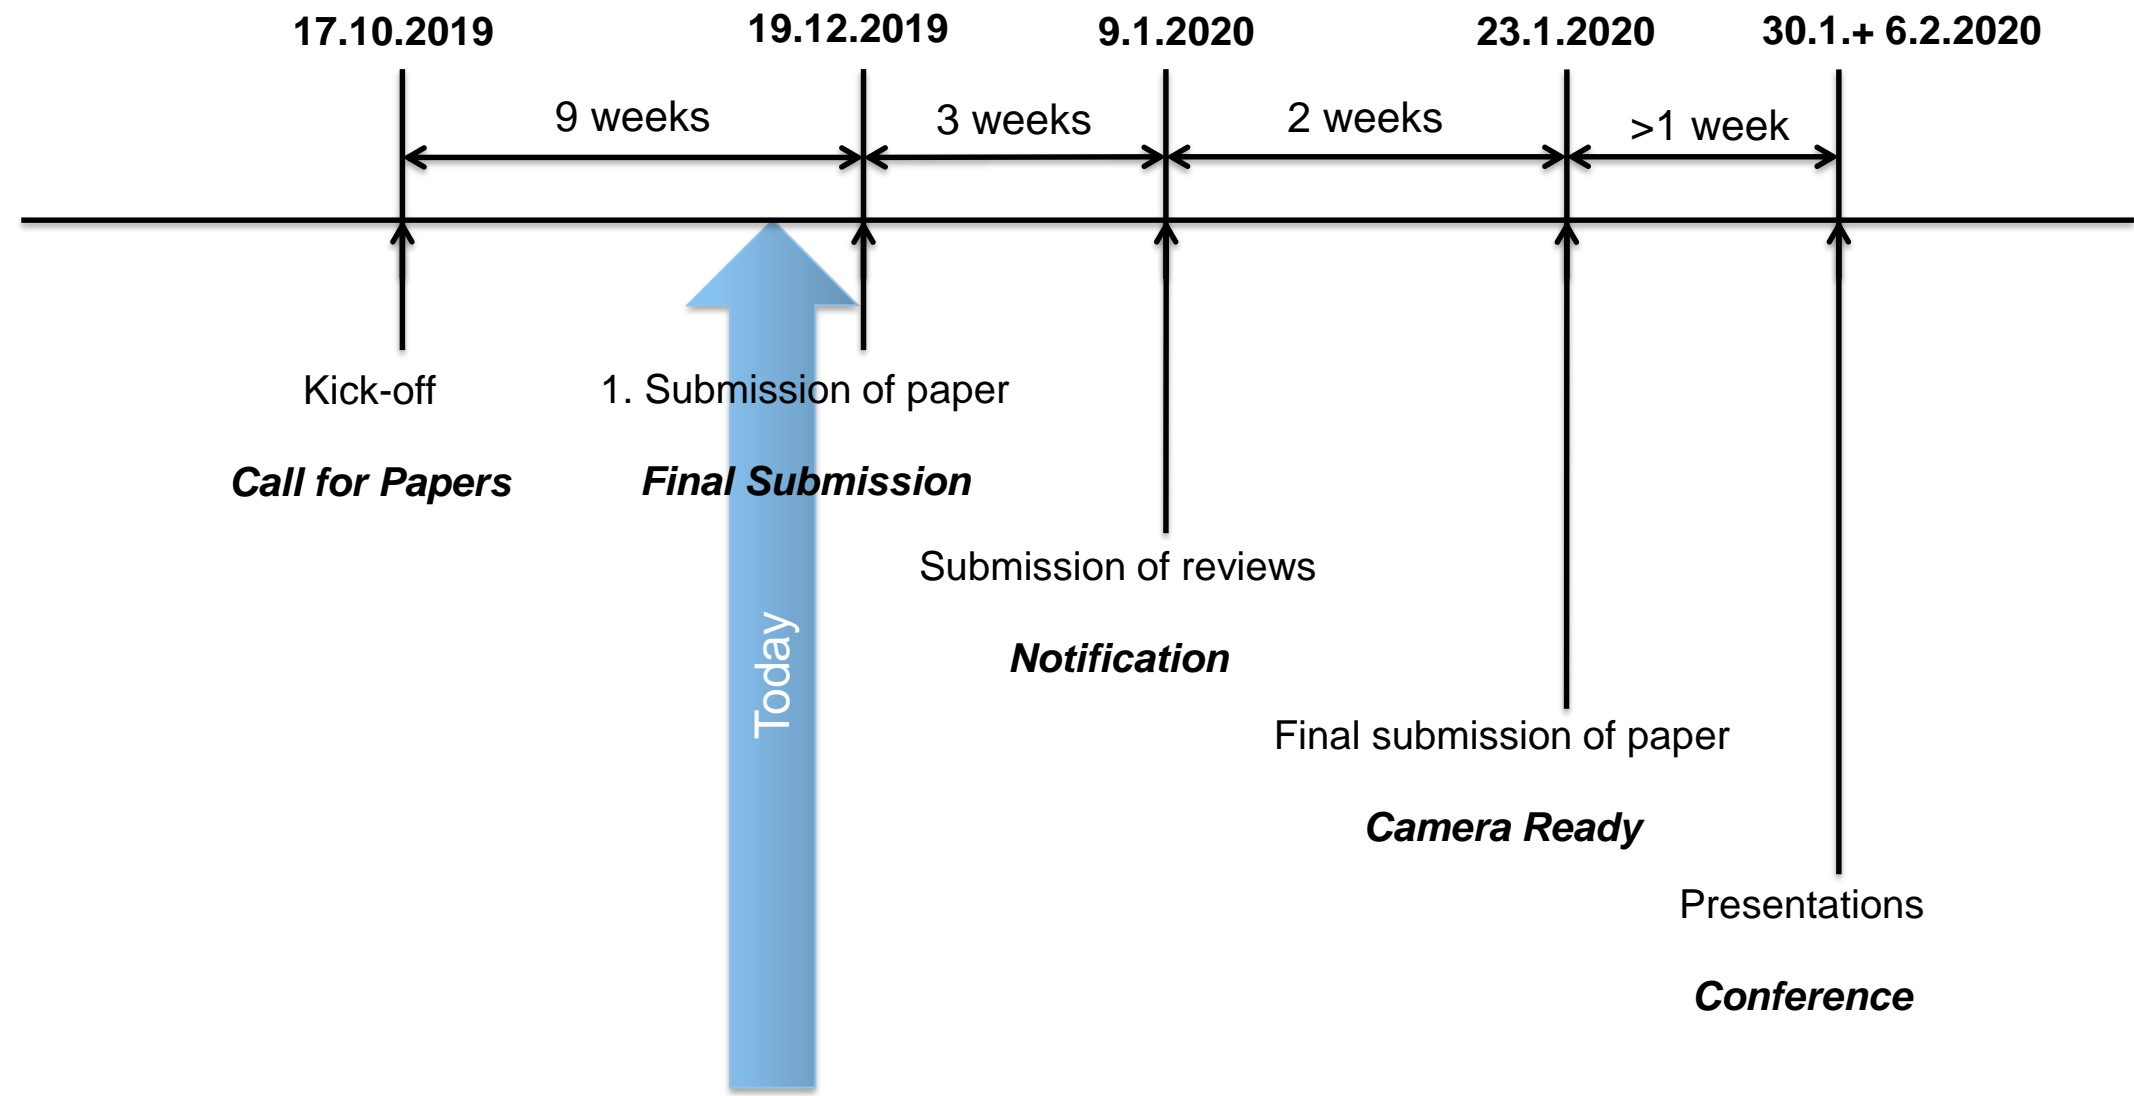 17.10.2019
19.12.2019
9.1.2020
23.1.2020
30.1.+ 6.2.2020
9 weeks
3 weeks
2 weeks
>1 week
Kick-off
Call for Papers
1. Submission of paper
Final Submission
Submission of reviews
Notification
Today
Final submission of paper
Camera Ready
Presentations
Conference